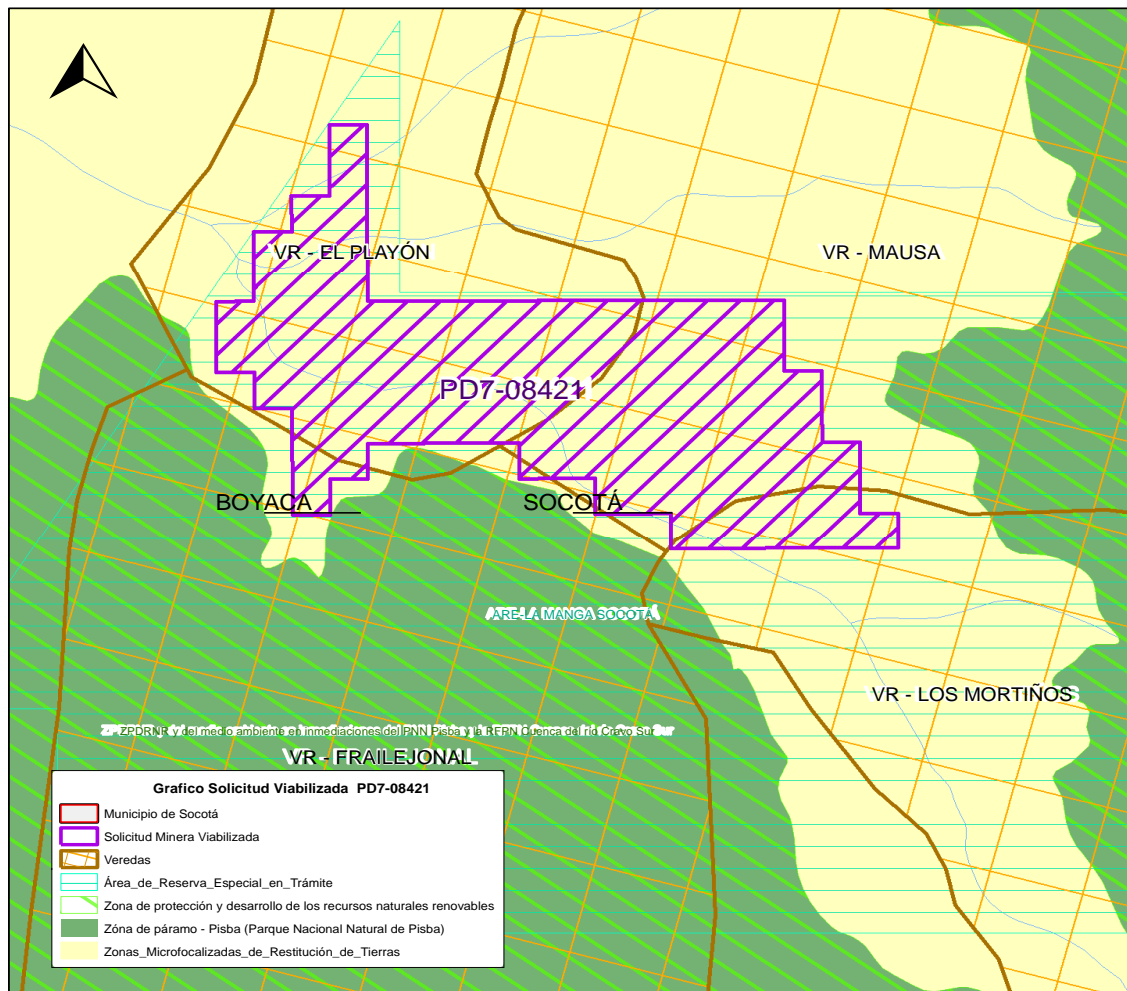 VR - EL PLAYÓN
VR - MAUSA
PD7-08421
BOYACA
SOCOTÁ
ARE-LA MANGA SOCOTÁ
VR - LOS MORTIÑOS
ZPDRNR y del medio ambiente en inmediaciones del PNN Pisba y la RFPN Cuenca del rio Cravo Sur
VR - FRAILEJONAL
Grafico Solicitud Viabilizada PD7-08421
Municipio de Socotá
Solicitud Minera Viabilizada
Veredas
Área_de_Reserva_Especial_en_Trámite
Zona de protección y desarrollo de los recursos naturales renovables
Zóna de páramo - Pisba (Parque Nacional Natural de Pisba)
Zonas_Microfocalizadas_de_Restitución_de_Tierras